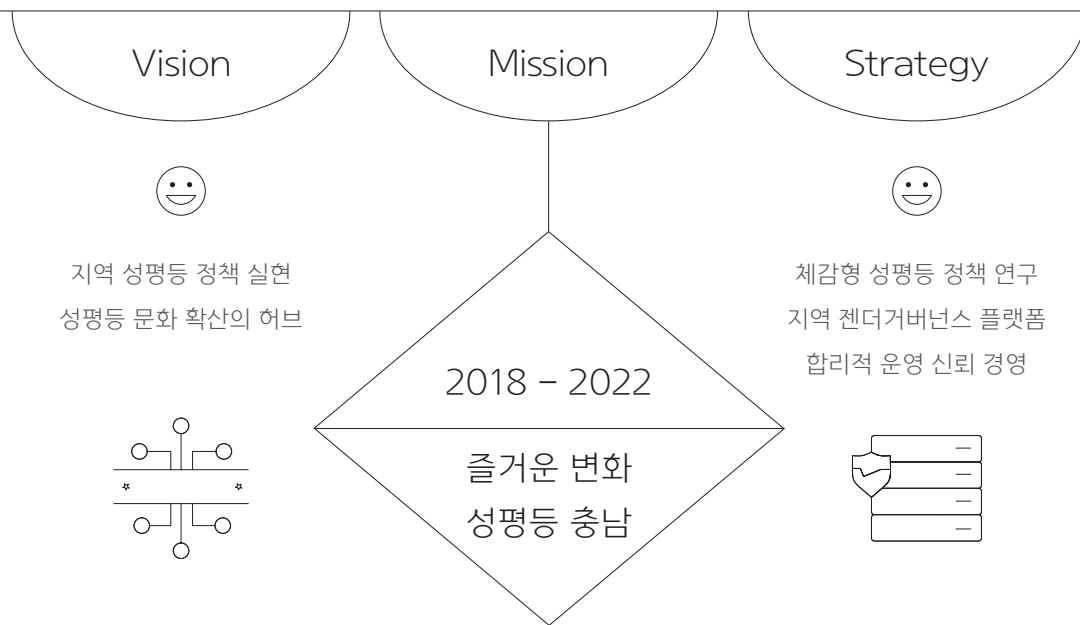 Vision
Mission
Strategy
지역 성평등 정책 실현
성평등 문화 확산의 허브
체감형 성평등 정책 연구
지역 젠더거버넌스 플랫폼
합리적 운영 신뢰 경영
2018 – 2022
즐거운 변화
성평등 충남